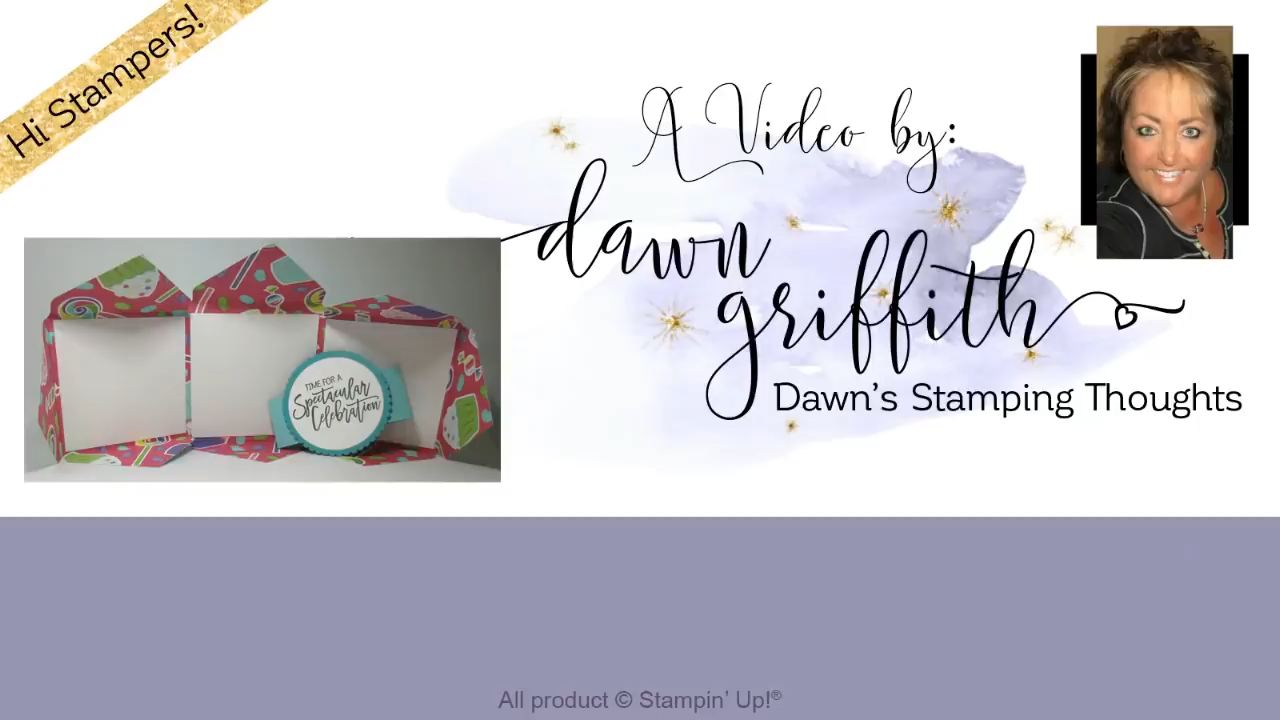 Hi Stampers!
A Video by:
dawn
griffith
Dawn's Stamping Thoughts
TIME FOR A
Spectacular
Celebration
All product © Stampin' Up!®